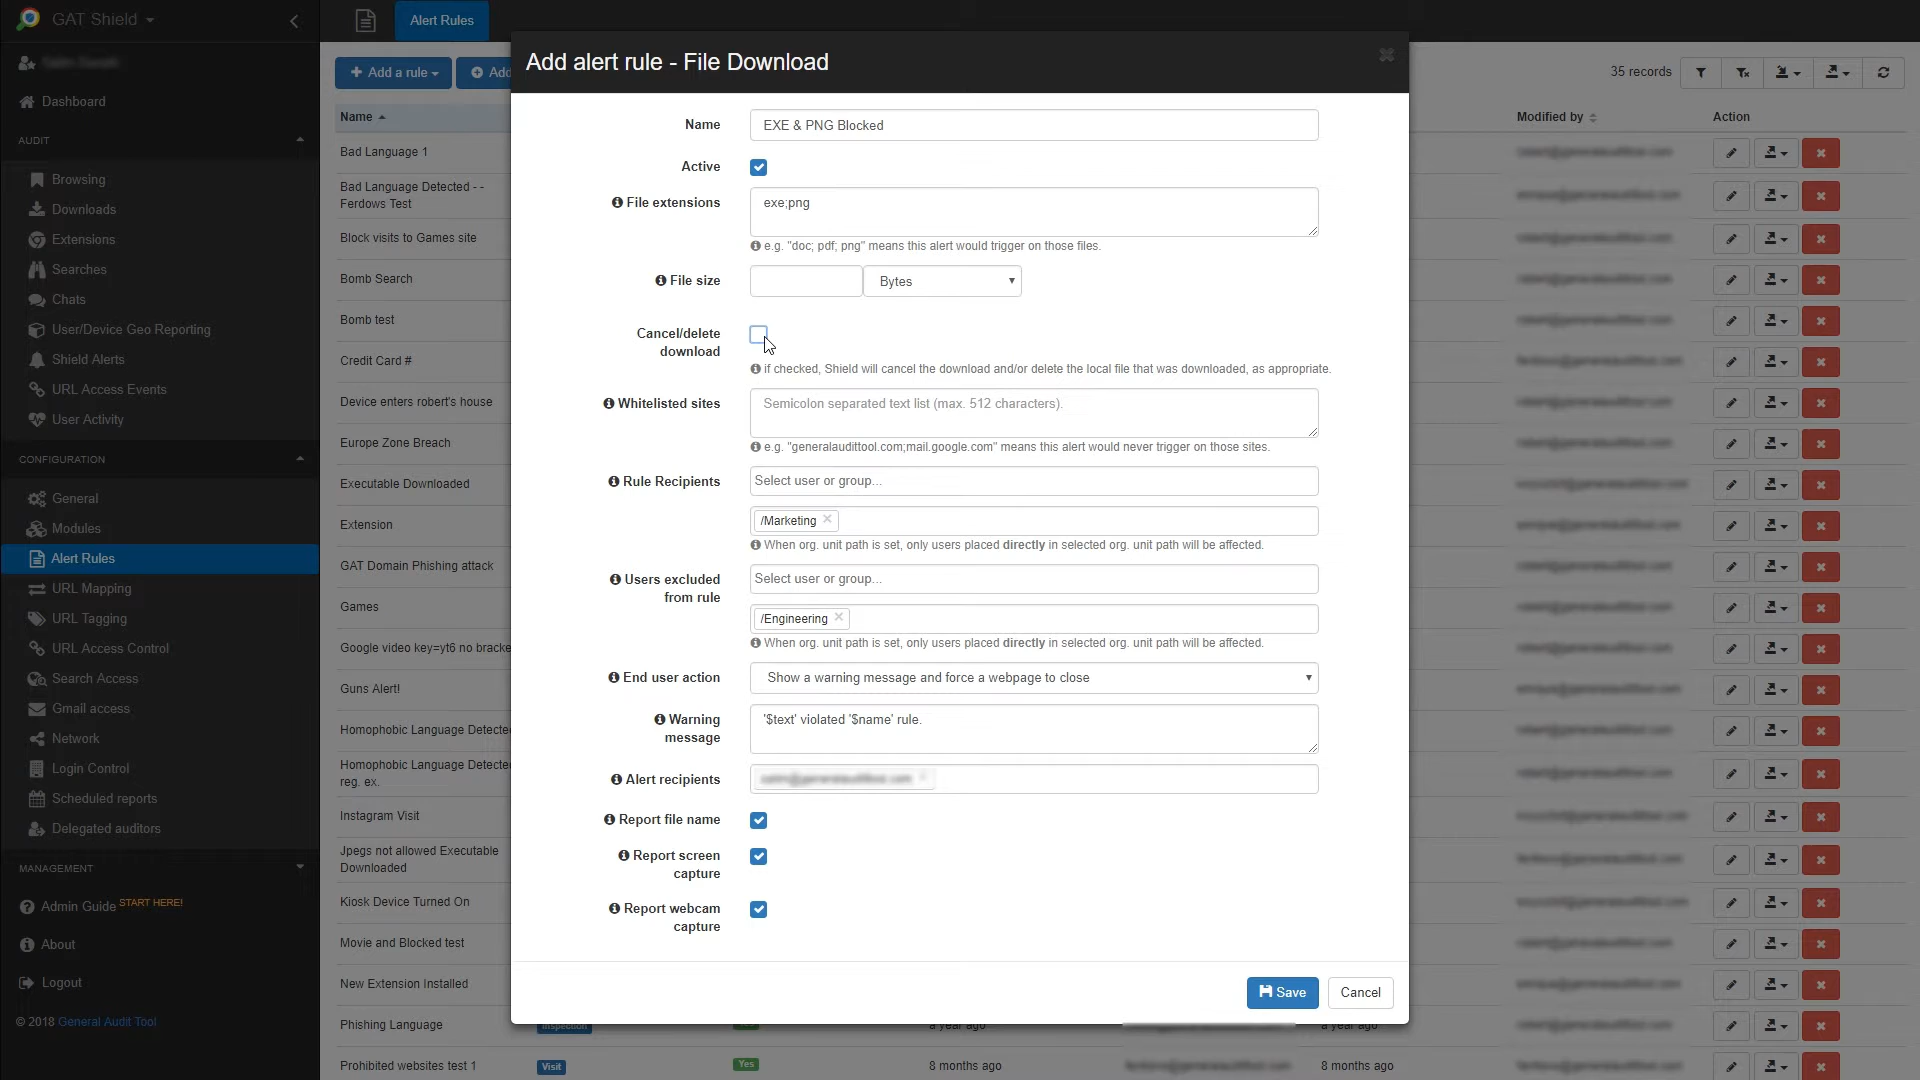 GAT Shield
Dashboard
AUDIT
Browsing
Downloads
Extensions
Searches
Chats
User/Device Geo Reporting
Shield Alerts
URL Access Events
User Activity
CONFIGURATION
General
Modules
Alert Rules
URL Mapping
URL Tagging
URL Access Control
Search Access
Gmail access
Network
Login Control
Scheduled reports
Delegated auditors
MANAGEMENT
Admin Guide START HERE!
About
Logout
© 2018 General Audit Tool
Alert Rules
Add a rule
Add
35 records
Name
Modified by
Action
Bad Language 1
Bad Language Detected - -
Ferdows Test
Block visits to Games site
Bomb Search
Bomb test
Credit Card #
Device enters robert's house
Europe Zone Breach
Executable Downloaded
Extension
GAT Domain Phishing attack
Games
Google video key=yt6 no bracke
Guns Alert!
Homophobic Language Detecte
Homophobic Language Detecte
reg. ex.
Instagram Visit
Jpegs not allowed Executable
Downloaded
Kiosk Device Turned On
Movie and Blocked test
New Extension Installed
Phishing Language Inspection Yes a year ago a year ago
Prohibited websites test 1 Visit Yes 8 months ago 8 months ago
Add alert rule - File Download
Name
EXE & PNG Blocked
Active
File extensions
exe;png
e.g. "doc; pdf; png" means this alert would trigger on those files.
File size
Bytes
Cancel/delete
download
if checked, Shield will cancel the download and/or delete the local file that was downloaded, as appropriate.
Whitelisted sites
Semicolon separated text list (max. 512 characters).
e.g. "generalaudittool.com;mail.google.com" means this alert would never trigger on those sites.
Rule Recipients
Select user or group...
/Marketing
When org. unit path is set, only users placed directly in selected org. unit path will be affected.
Users excluded
from rule
Select user or group...
/Engineering
When org. unit path is set, only users placed directly in selected org. unit path will be affected.
End user action
Show a warning message and force a webpage to close
Warning
message
'$text' violated '$name' rule.
Alert recipients
Report file name
Report screen
capture
Report webcam
capture
Save
Cancel